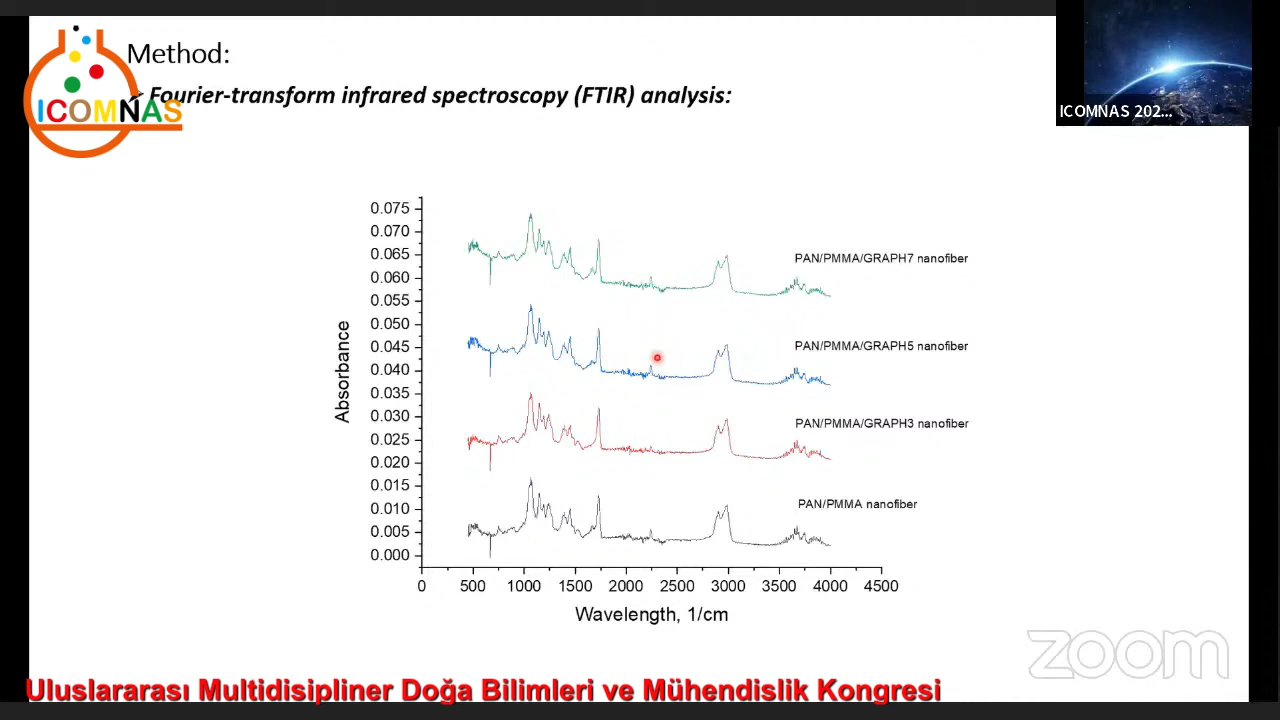 Method:
ICOMNAS
➢ Fourier-transform infrared spectroscopy (FTIR) analysis:
ICOMNAS 202...
0.075
0.070
0.065
0.060
0.055
0.050
0.045
0.040
0.035
0.030
0.025
0.020
0.015
0.010
0.005
0.000
Absorbance
PAN/PMMA/GRAPH7 nanofiber
PAN/PMMA/GRAPH5 nanofiber
PAN/PMMA/GRAPH3 nanofiber
PAN/PMMA nanofiber
0 500 1000 1500 2000 2500 3000 3500 4000 4500
Wavelength, 1/cm
zoom
Uluslararası Multidisipliner Doğa Bilimleri ve Mühendislik Kongresi